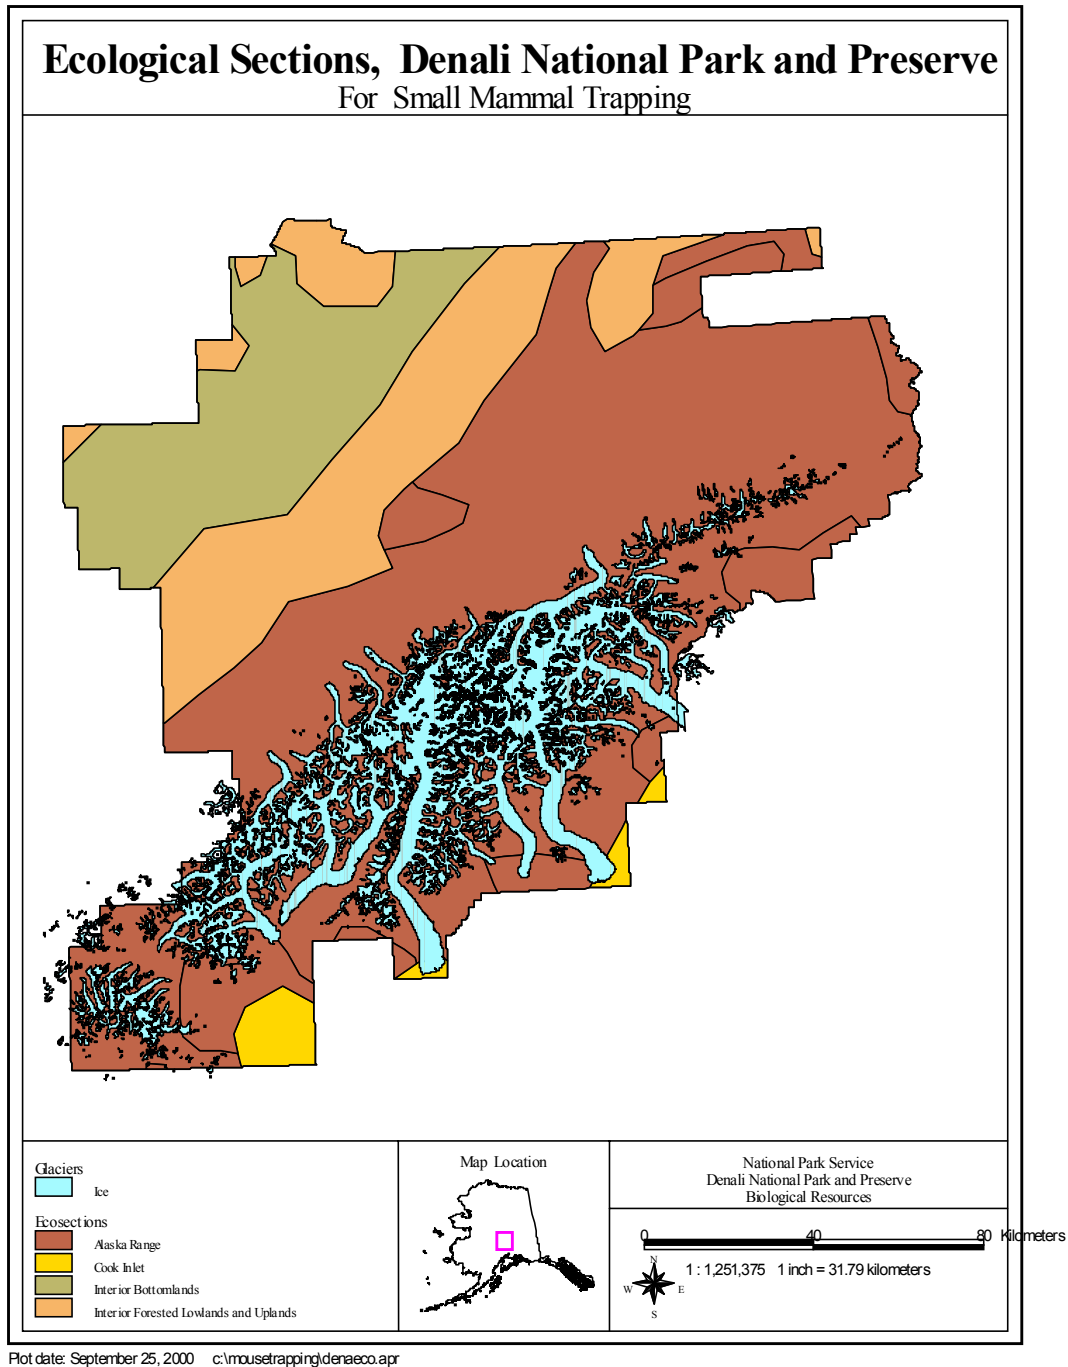 Ecological Sections, Denali National Park and Preserve
For Small Mammal Trapping
Glaciers
Ice
Ecosections
Alaska Range
Cook Inlet
Interior Bottomlands
Interior Forested Lowlands and Uplands
Map Location
National Park Service
Denali National Park and Preserve
Biological Resources
0 40 80 Kilometers
1 : 1,251,375 1 inch = 31.79 kilometers
N
W E
S
Plot date: September 25, 2000 c:\mousetrapping\denaeco.apr